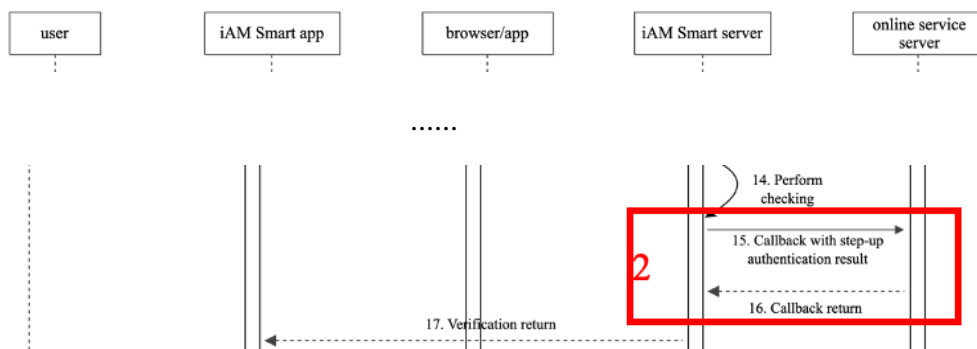 user
iAM Smart app
browser/app
iAM Smart server
online service
server
......
14. Perform
checking
15. Callback with step-up
authentication result
2
16. Callback return
17. Verification return